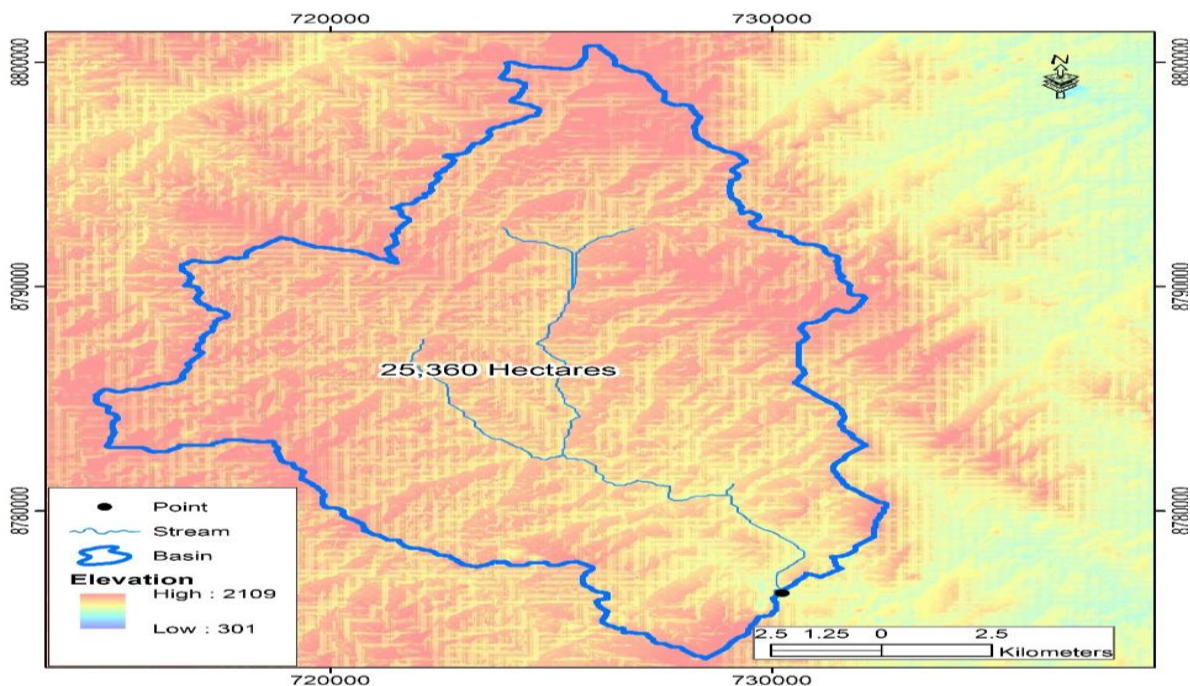 720000 730000
8800000 8800000
N
8790000 8790000
25,360 Hectares
8780000 8780000
Point
Stream
Basin
Elevation
High : 2109
Low : 301
2.5 1.25 0 2.5
Kilometers
720000 730000